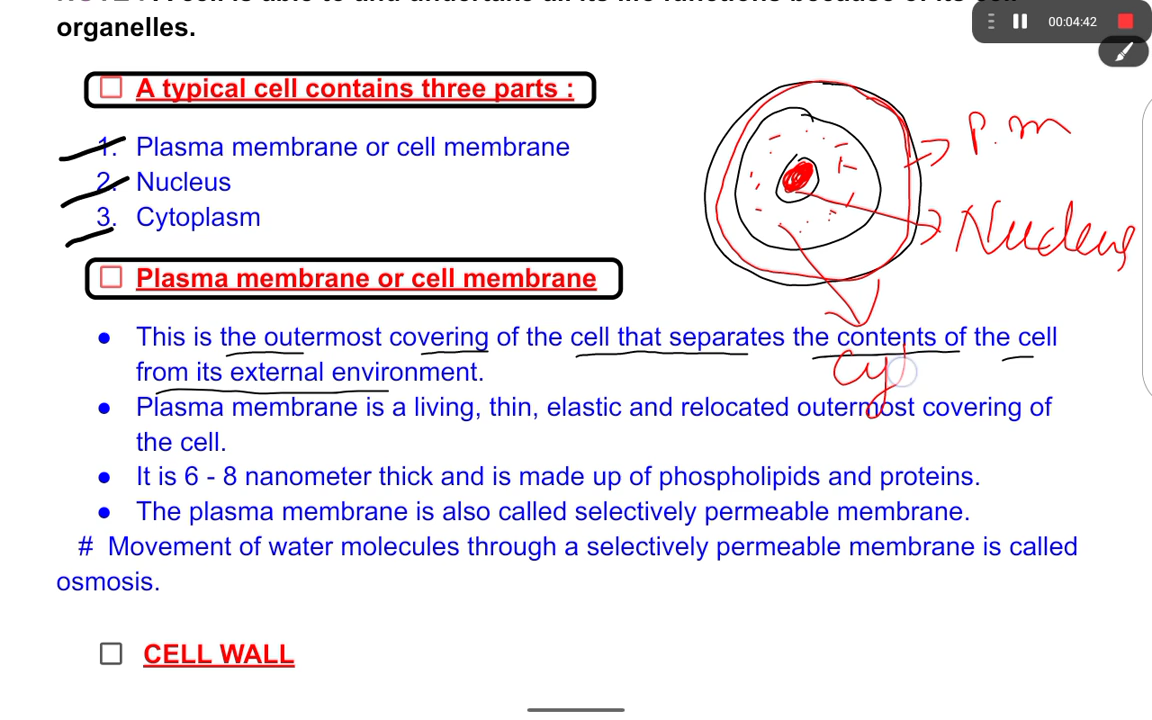 organelles.
00:04:42
A typical cell contains three parts :
1. Plasma membrane or cell membrane
2. Nucleus
3. Cytoplasm
P.m
Nucleus
Plasma membrane or cell membrane
● This is the outermost covering of the cell that separates the contents of the cell
from its external environment.
Cy
● Plasma membrane is a living, thin, elastic and relocated outermost covering of
the cell.
● It is 6 - 8 nanometer thick and is made up of phospholipids and proteins.
● The plasma membrane is also called selectively permeable membrane.
# Movement of water molecules through a selectively permeable membrane is called
osmosis.
CELL WALL